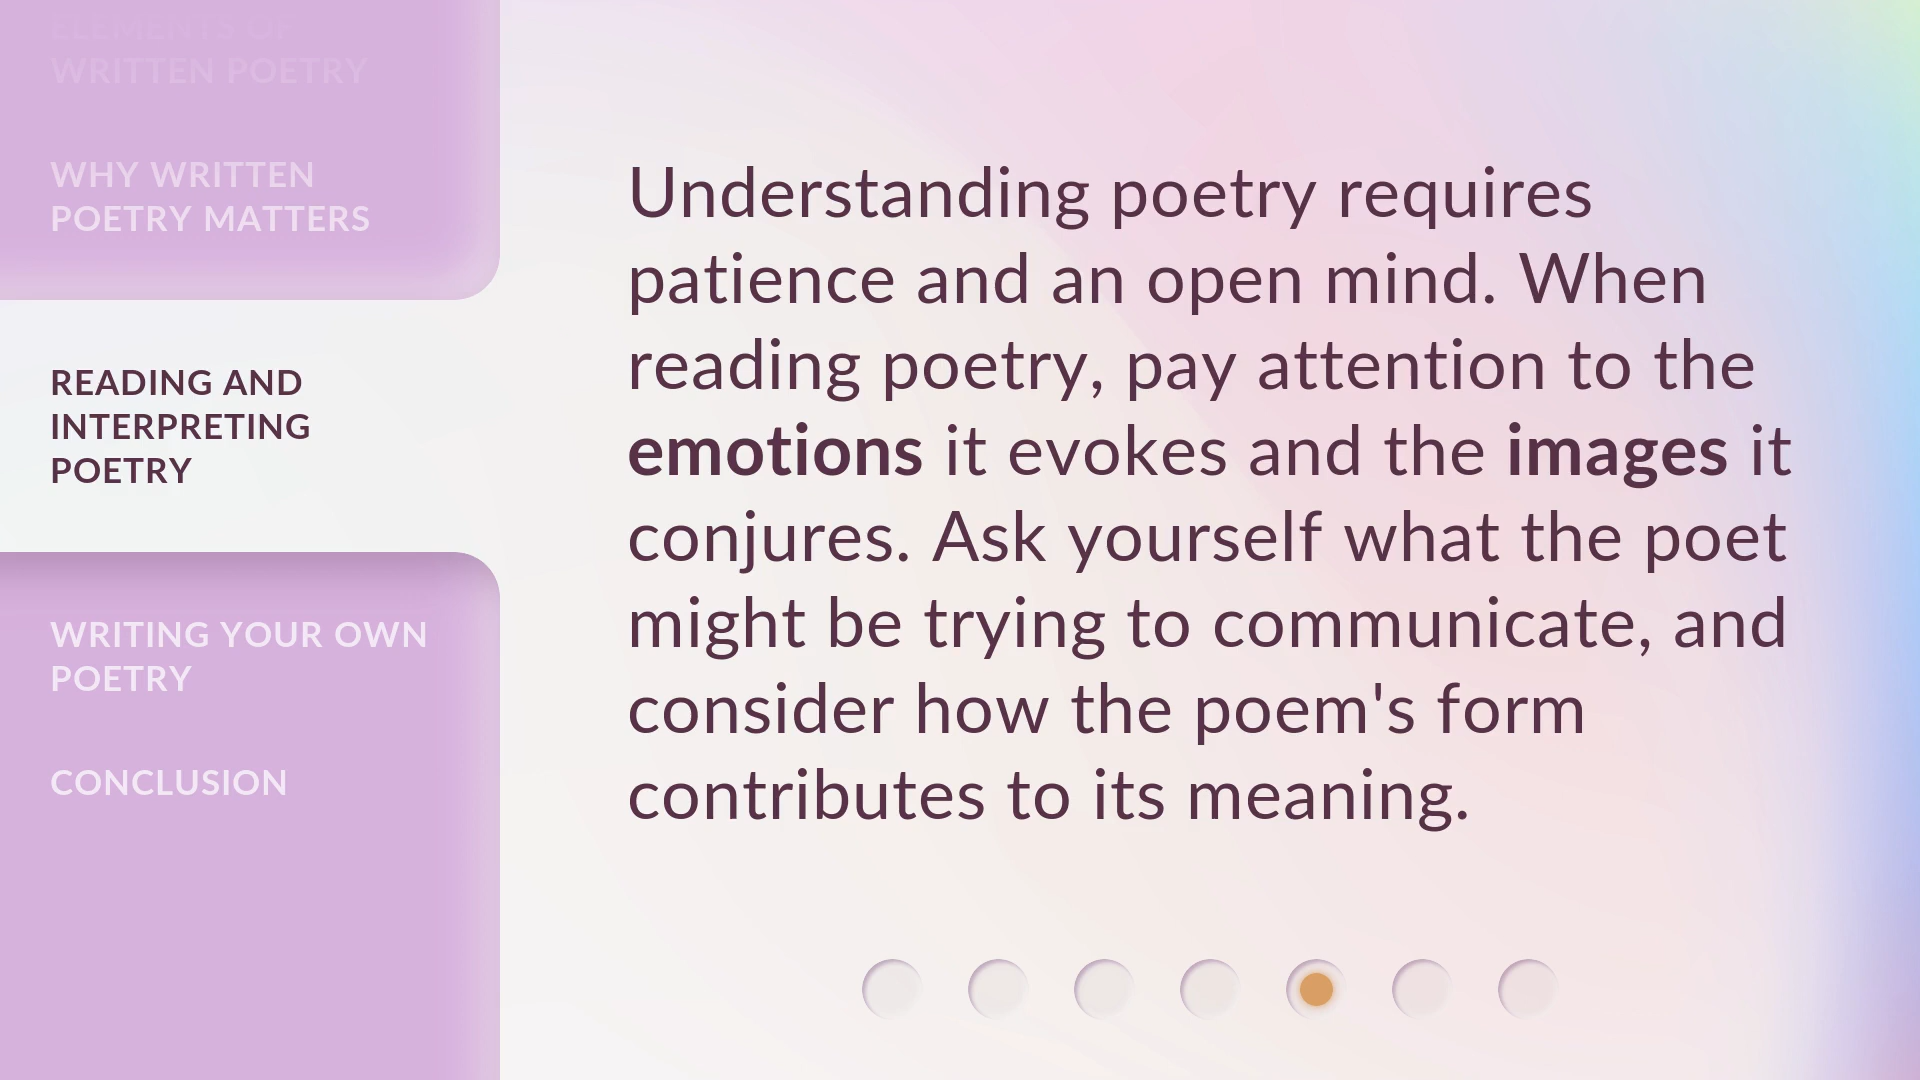 ELEMENTS OF
WRITTEN POETRY
WHY WRITTEN
POETRY MATTERS
READING AND
INTERPRETING
POETRY
WRITING YOUR OWN
POETRY
CONCLUSION
Understanding poetry requires
patience and an open mind. When
reading poetry, pay attention to the
emotions it evokes and the images it
conjures. Ask yourself what the poet
might be trying to communicate, and
consider how the poem's form
contributes to its meaning.